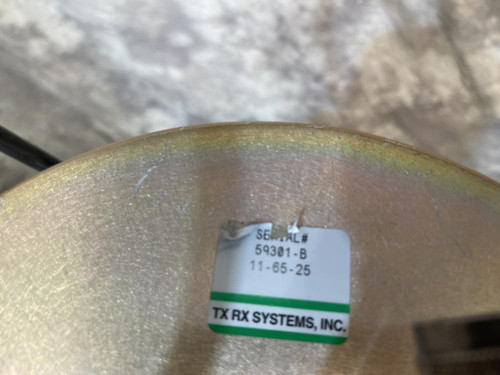 SERIAL#
59301-B
11-65-25
TX RX SYSTEMS, INC.